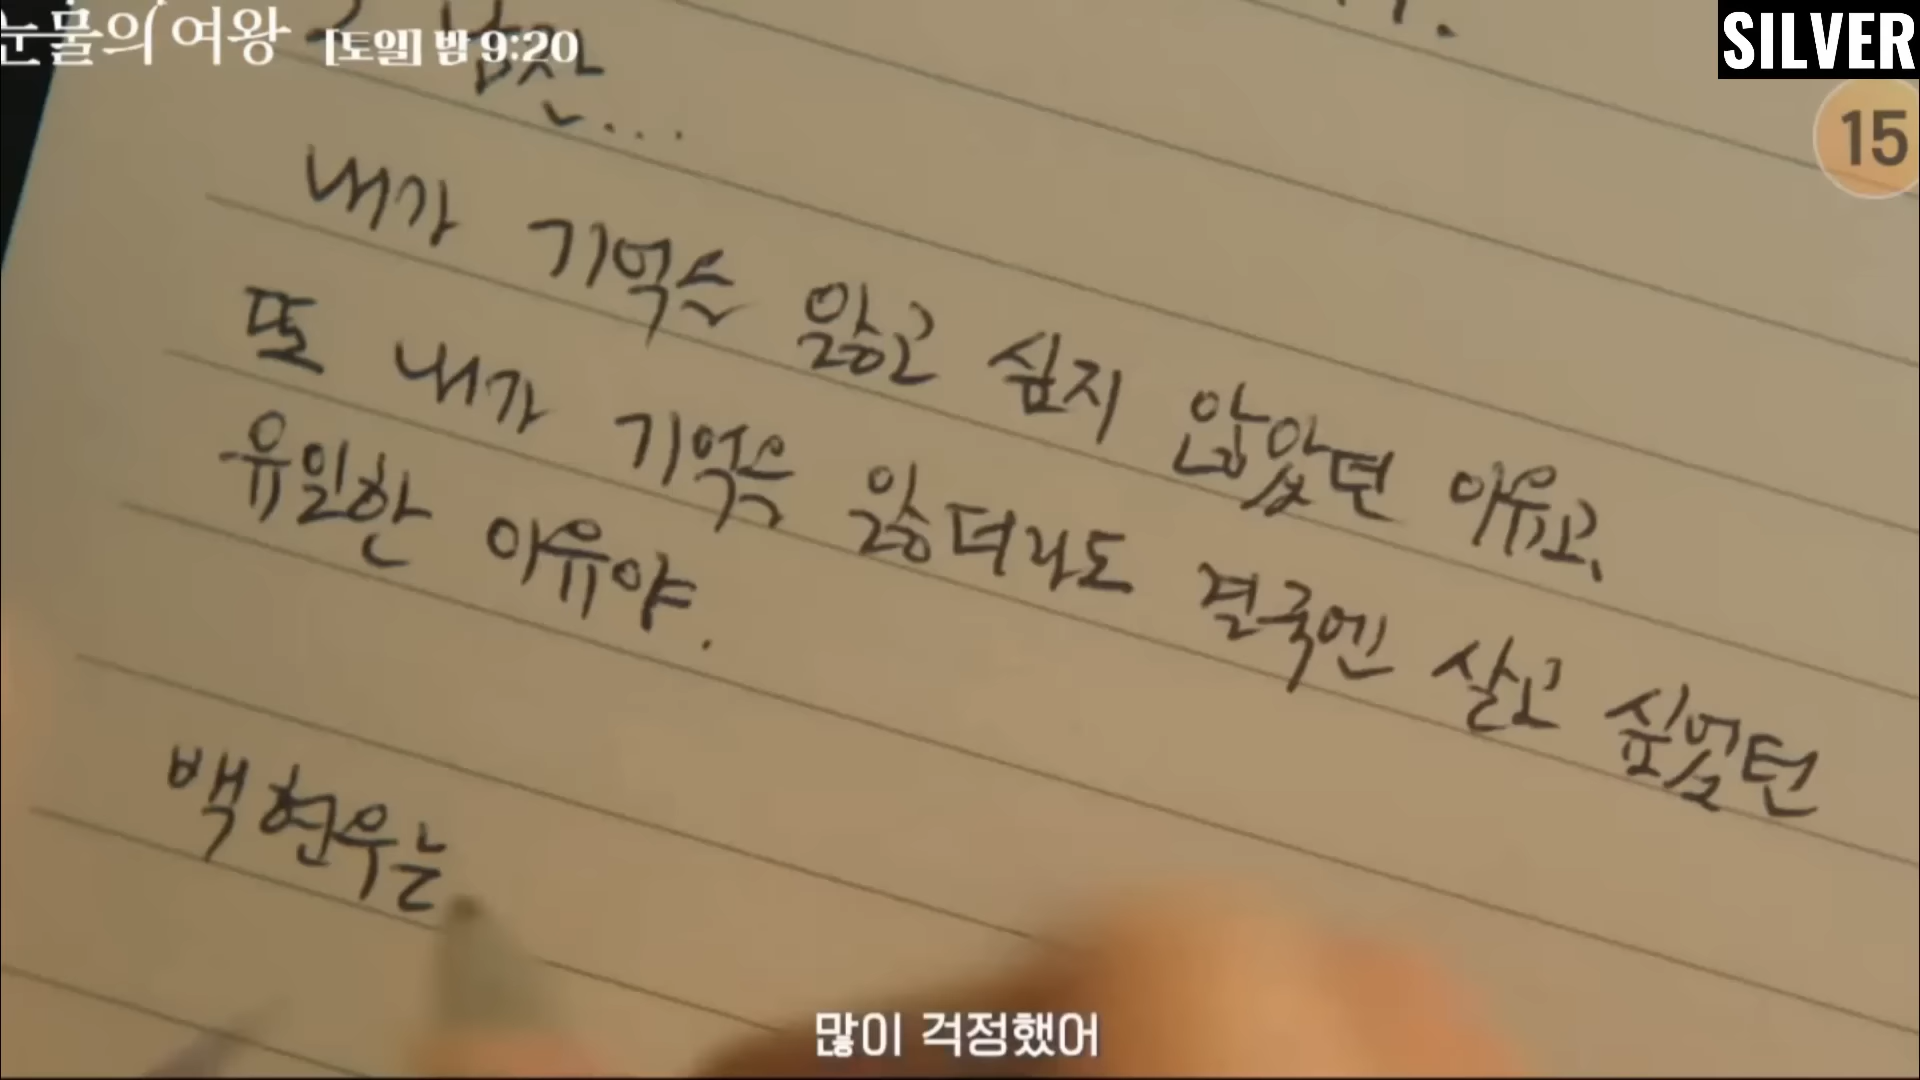 눈물의 여왕 [토일] 밤 9:20
SILVER
15
내가 기억을 잃고 싶지 않았던 이유고,
또 내가 기억을 잃더라도 결국엔 살고 싶었던
유일한 이유야.
백현우는
많이 걱정했어